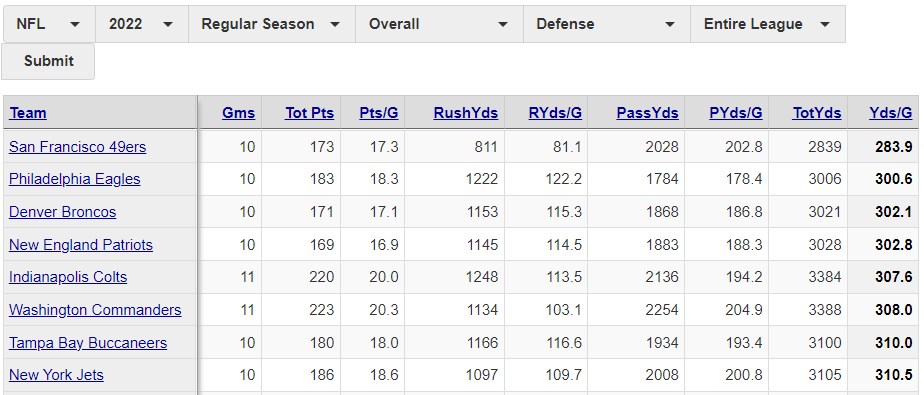 NFL 2022 Regular Season Overall Defense Entire League
Submit
Team Gms Tot Pts Pts/G RushYds RYds/G PassYds PYds/G TotYds Yds/G
San Francisco 49ers 10 173 17.3 811 81.1 2028 202.8 2839 283.9
Philadelphia Eagles 10 183 18.3 1222 122.2 1784 178.4 3006 300.6
Denver Broncos 10 171 17.1 1153 115.3 1868 186.8 3021 302.1
New England Patriots 10 169 16.9 1145 114.5 1883 188.3 3028 302.8
Indianapolis Colts 11 220 20.0 1248 113.5 2136 194.2 3384 307.6
Washington Commanders 11 223 20.3 1134 103.1 2254 204.9 3388 308.0
Tampa Bay Buccaneers 10 180 18.0 1166 116.6 1934 193.4 3100 310.0
New York Jets 10 186 18.6 1097 109.7 2008 200.8 3105 310.5